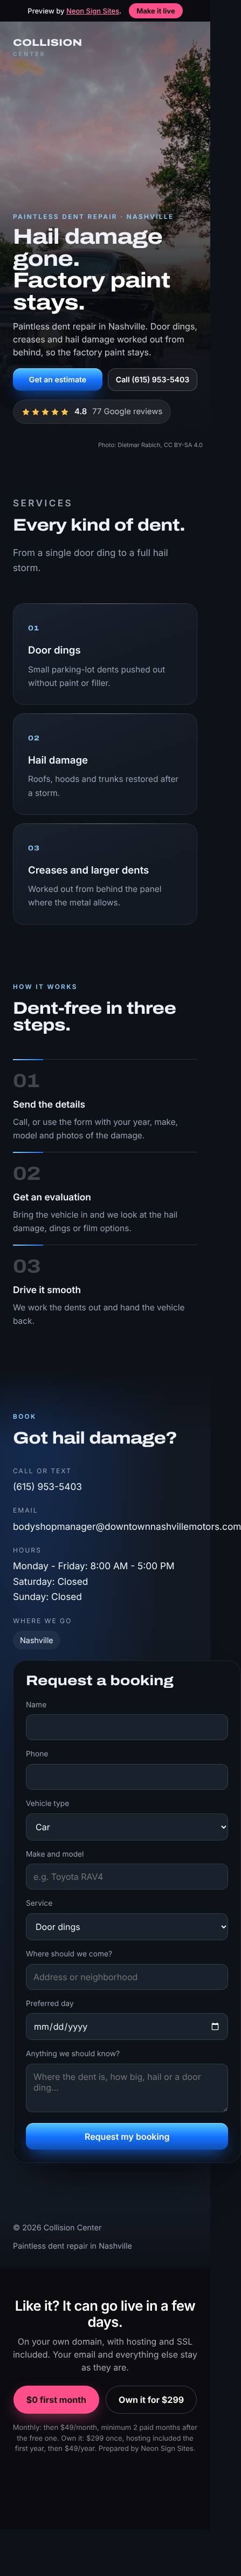 Preview by Neon Sign Sites. Make it live
COLLISION
CENTER
PAINTLESS DENT REPAIR · NASHVILLE
Hail damage
gone.
Factory paint
stays.
Paintless dent repair in Nashville. Door dings,
creases and hail damage worked out from
behind, so the factory paint stays.
Get an estimate Call (615) 953-5403
4.8 77 Google reviews
Photo: Dietmar Rabich, CC BY-SA 4.0
SERVICES
Every kind of dent.
From a single door ding to a full hail
storm.
01
Door dings
Small parking-lot dents pushed out
without paint or filler.
02
Hail damage
Roofs, hoods and trunks restored after
a storm.
03
Creases and larger dents
Worked out from behind the panel
where the metal allows.
HOW IT WORKS
Dent-free in three
steps.
01
Send the details
Call, or use the form with your year, make,
model and photos of the damage.
02
Get an evaluation
Bring the vehicle in and we look at the hail
damage, dings or film options.
03
Drive it smooth
We work the dents out and hand the vehicle
back.
BOOK
Got hail damage?
CALL OR TEXT
(615) 953-5403
EMAIL
bodyshopmanager@downtownnashvillemotors.com
HOURS
Monday - Friday: 8:00 AM - 5:00 PM
Saturday: Closed
Sunday: Closed
WHERE WE GO
Nashville
Request a booking
Name
Phone
Vehicle type
Car
Make and model
e.g. Toyota RAV4
Service
Door dings
Where should we come?
Address or neighborhood
Preferred day
mm/dd/yyyy
Anything we should know?
Where the dent is, how big, hail or a door
ding...
Request my booking
© 2026 Collision Center
Paintless dent repair in Nashville
Like it? It can go live in a few
days.
On your own domain, with hosting and SSL
included. Your email and everything else stay
as they are.
$0 first month Own it for $299
Monthly: then $49/month, minimum 2 paid months after
the free one. Own it: $299 once, hosting included the
first year, then $49/year. Prepared by Neon Sign Sites.